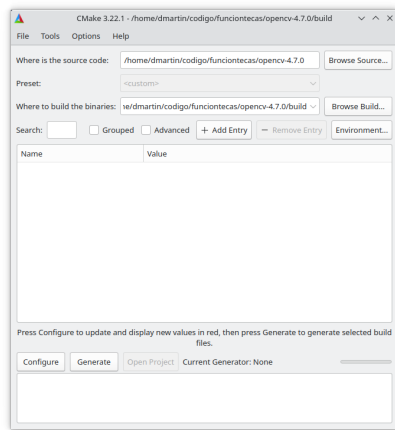 CMake 3.22.1 - /home/dmartin/codigo/funciontecas/opencv-4.7.0/build
File Tools Options Help
Where is the source code: /home/dmartin/codigo/funciontecas/opencv-4.7.0 Browse Source...
Preset: <custom>
Where to build the binaries: ne/dmartin/codigo/funciontecas/opencv-4.7.0/build Browse Build...
Search: Grouped Advanced + Add Entry − Remove Entry Environment...
Name Value
Press Configure to update and display new values in red, then press Generate to generate selected build
files.
Configure Generate Open Project Current Generator: None